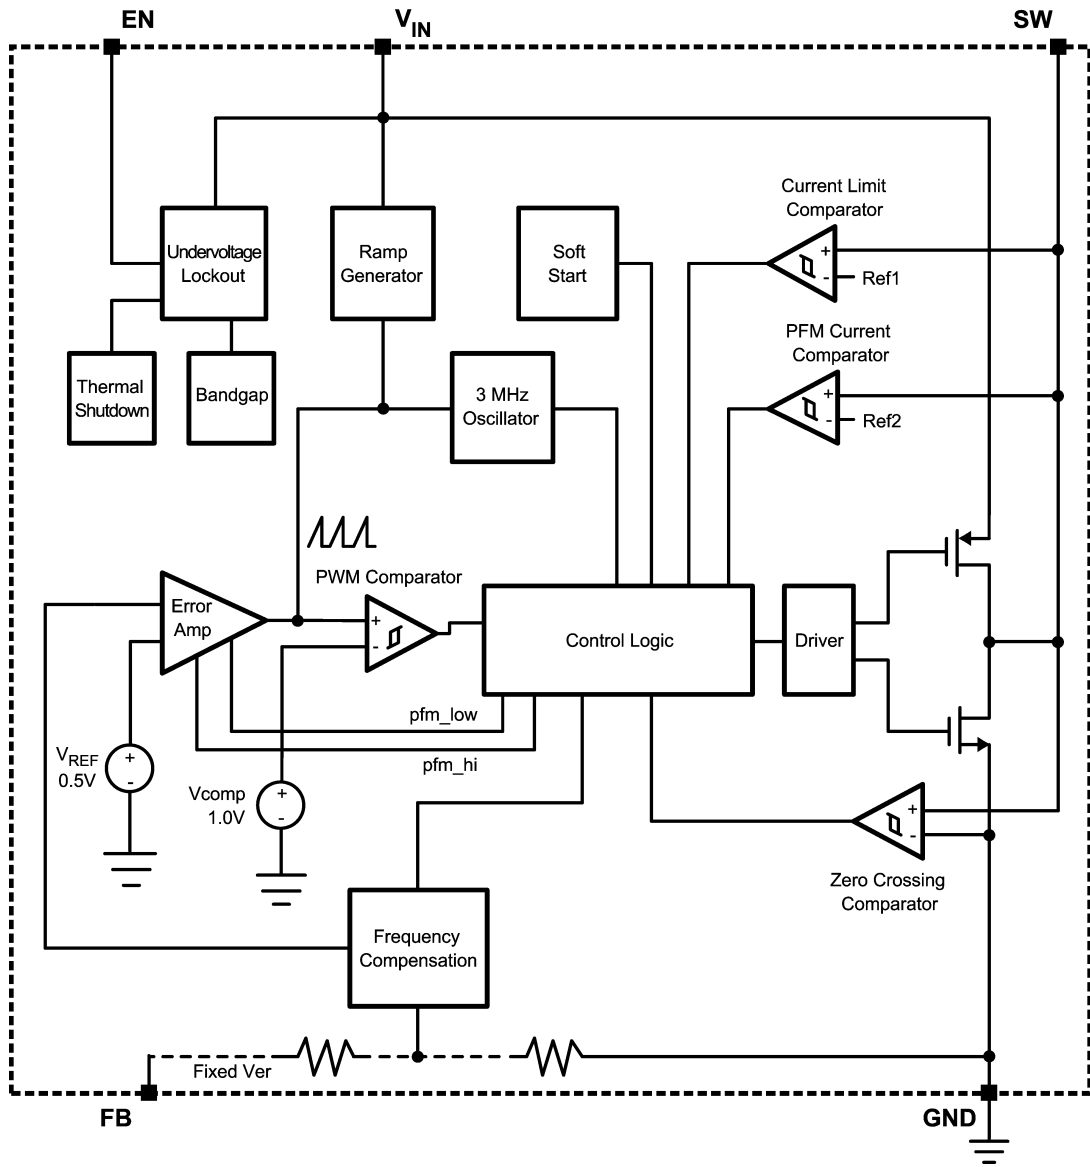 EN
VIN
SW
Current Limit
Comparator
+
-
Ref1
Undervoltage
Lockout
Ramp
Generator
Soft
Start
PFM Current
Comparator
+
-
Ref2
Thermal
Shutdown
Bandgap
3 MHz
Oscillator
PWM Comparator
Error
Amp
+
-
Control Logic
Driver
pfm_low
pfm_hi
VREF
0.5V
+
-
Vcomp
1.0V
+
-
+
-
Zero Crossing
Comparator
Frequency
Compensation
Fixed Ver
FB
GND